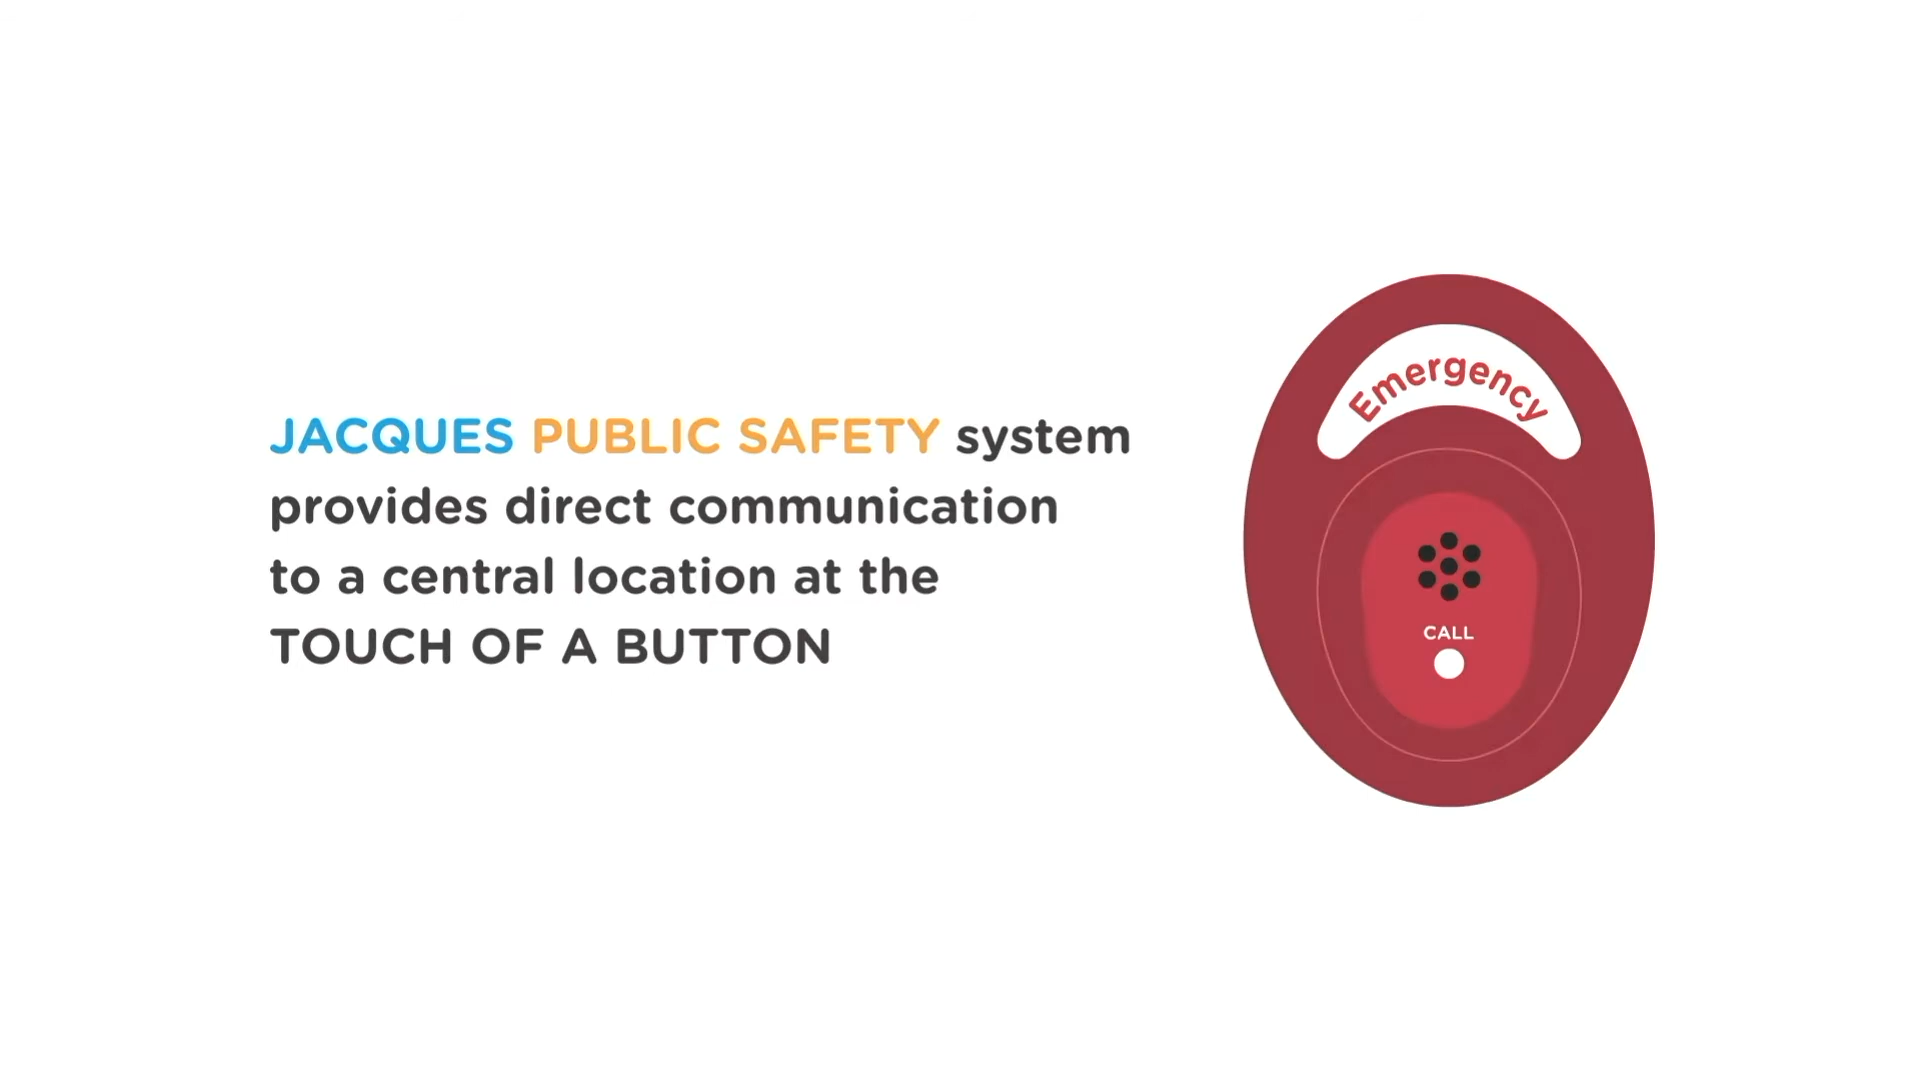 JACQUES PUBLIC SAFETY system
provides direct communication
to a central location at the
TOUCH OF A BUTTON
Emergency
CALL